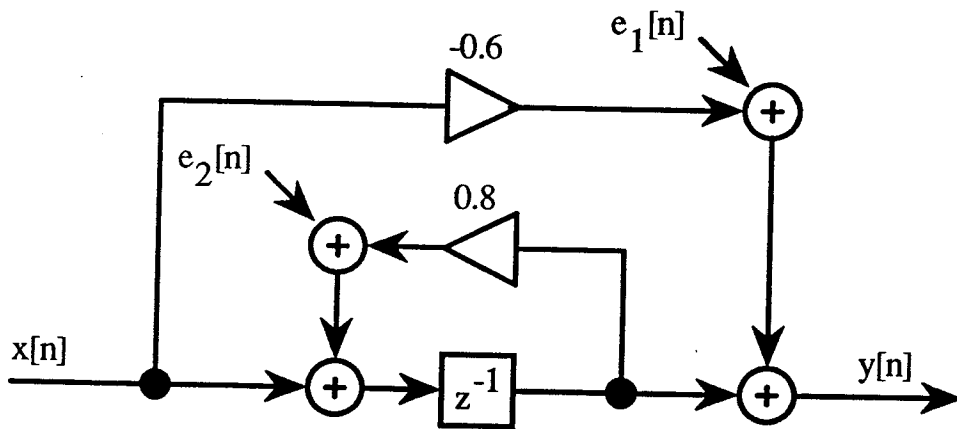 e1[n]
-0.6
e2[n]
0.8
x[n]
z-1
y[n]
+
+
+
+